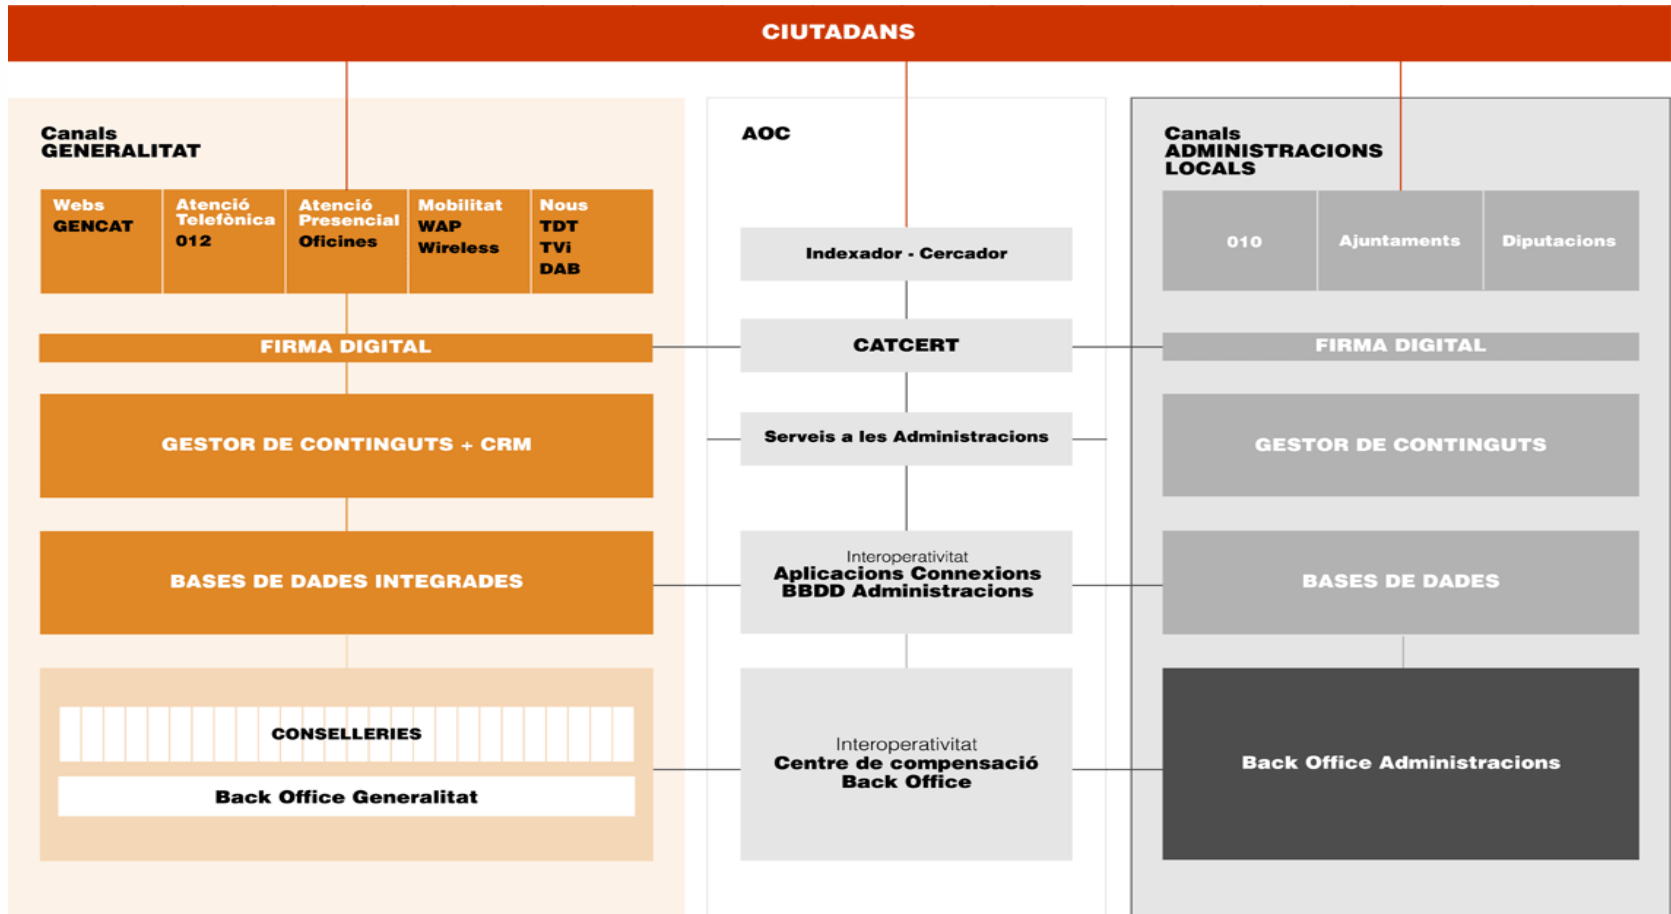 CIUTADANS
Canals
GENERALITAT
Webs
GENCAT
Atenció
Telefònica
012
Atenció
Presencial
Oficines
Mobilitat
WAP
Wireless
Nous
TDT
TVi
DAB
FIRMA DIGITAL
GESTOR DE CONTINGUTS + CRM
BASES DE DADES INTEGRADES
CONSELLERIES
Back Office Generalitat
AOC
Indexador - Cercador
CATCERT
Serveis a les Administracions
Interoperativitat
Aplicacions Connexions
BBDD Administracions
Interoperativitat
Centre de compensació
Back Office
Canals
ADMINISTRACIONS
LOCALS
010
Ajuntaments
Diputacions
FIRMA DIGITAL
GESTOR DE CONTINGUTS
BASES DE DADES
Back Office Administracions